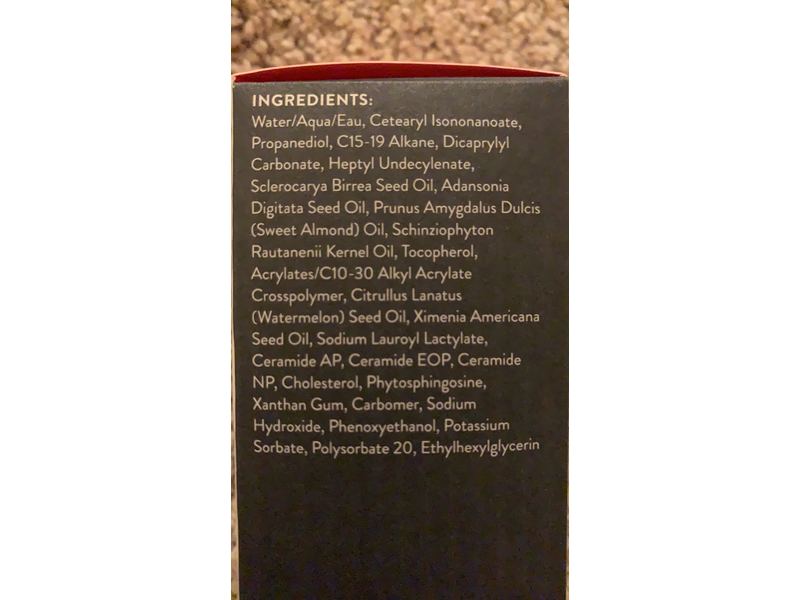 INGREDIENTS:
Water/Aqua/Eau, Cetearyl Isononanoate,
Propanediol, C15-19 Alkane, Dicaprylyl
Carbonate, Heptyl Undecylenate,
Sclerocarya Birrea Seed Oil, Adansonia
Digitata Seed Oil, Prunus Amygdalus Dulcis
(Sweet Almond) Oil, Schinziophyton
Rautanenii Kernel Oil, Tocopherol,
Acrylates/C10-30 Alkyl Acrylate
Crosspolymer, Citrullus Lanatus
(Watermelon) Seed Oil, Ximenia Americana
Seed Oil, Sodium Lauroyl Lactylate,
Ceramide AP, Ceramide EOP, Ceramide
NP, Cholesterol, Phytosphingosine,
Xanthan Gum, Carbomer, Sodium
Hydroxide, Phenoxyethanol, Potassium
Sorbate, Polysorbate 20, Ethylhexylglycerin